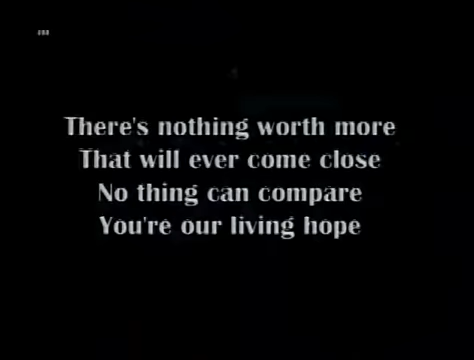 There's nothing worth more
That will ever come close
No thing can compare
You're our living hope